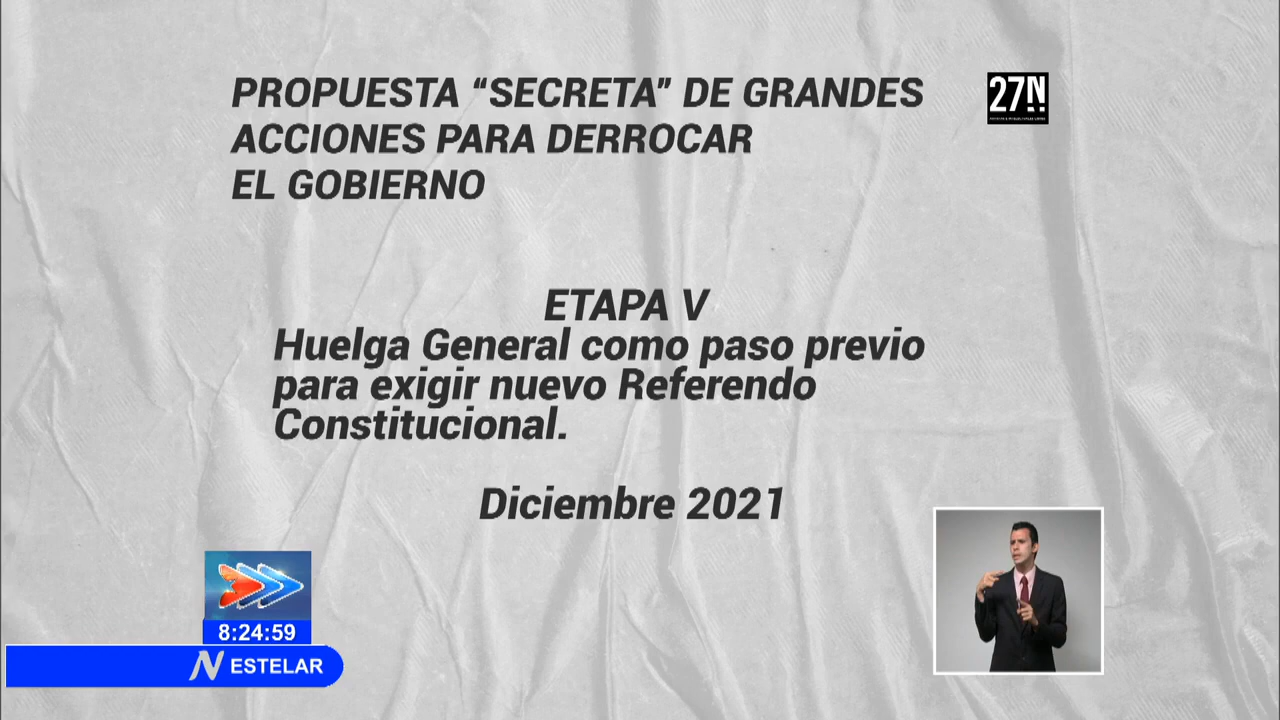 PROPUESTA “SECRETA” DE GRANDES
ACCIONES PARA DERROCAR
EL GOBIERNO
27N
ETAPA V
Huelga General como paso previo
para exigir nuevo Referendo
Constitucional.
Diciembre 2021
8:24:59
N ESTELAR